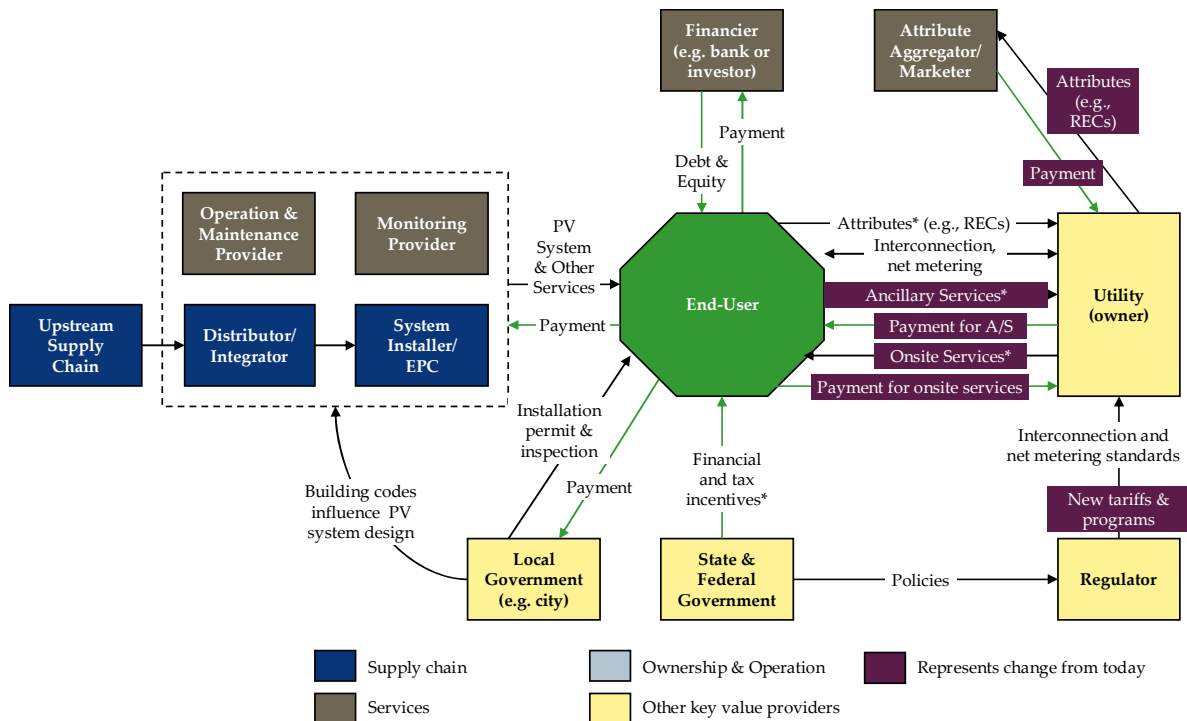 Financier
(e.g. bank or
investor)
Attribute
Aggregator/
Marketer
Attributes
(e.g.,
RECs)
Payment
Payment
Debt &
Equity
Operation &
Maintenance
Provider
Monitoring
Provider
PV
System
& Other
Services
Attributes* (e.g., RECs)
Interconnection,
net metering
End-User
Ancillary Services*
Utility
(owner)
Upstream
Supply
Chain
Distributor/
Integrator
System
Installer/
EPC
Payment
Payment for A/S
Onsite Services*
Payment for onsite services
Installation
permit &
inspection
Financial
and tax
incentives*
Interconnection and
net metering standards
Payment
Building codes
influence PV
system design
New tariffs &
programs
Local
Government
(e.g. city)
State &
Federal
Government
Policies
Regulator
Supply chain
Ownership & Operation
Represents change from today
Services
Other key value providers